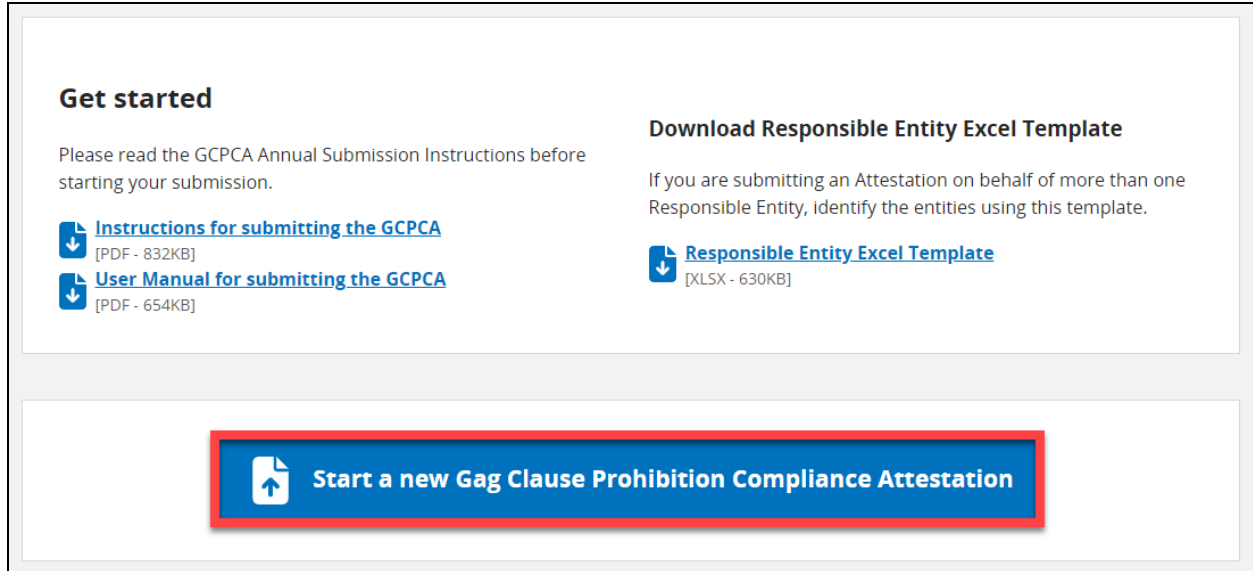 Get started
Please read the GCPCA Annual Submission Instructions before
starting your submission.
Instructions for submitting the GCPCA
[PDF - 832KB]
User Manual for submitting the GCPCA
[PDF - 654KB]
Download Responsible Entity Excel Template
If you are submitting an Attestation on behalf of more than one
Responsible Entity, identify the entities using this template.
Responsible Entity Excel Template
[XLSX - 630KB]
Start a new Gag Clause Prohibition Compliance Attestation